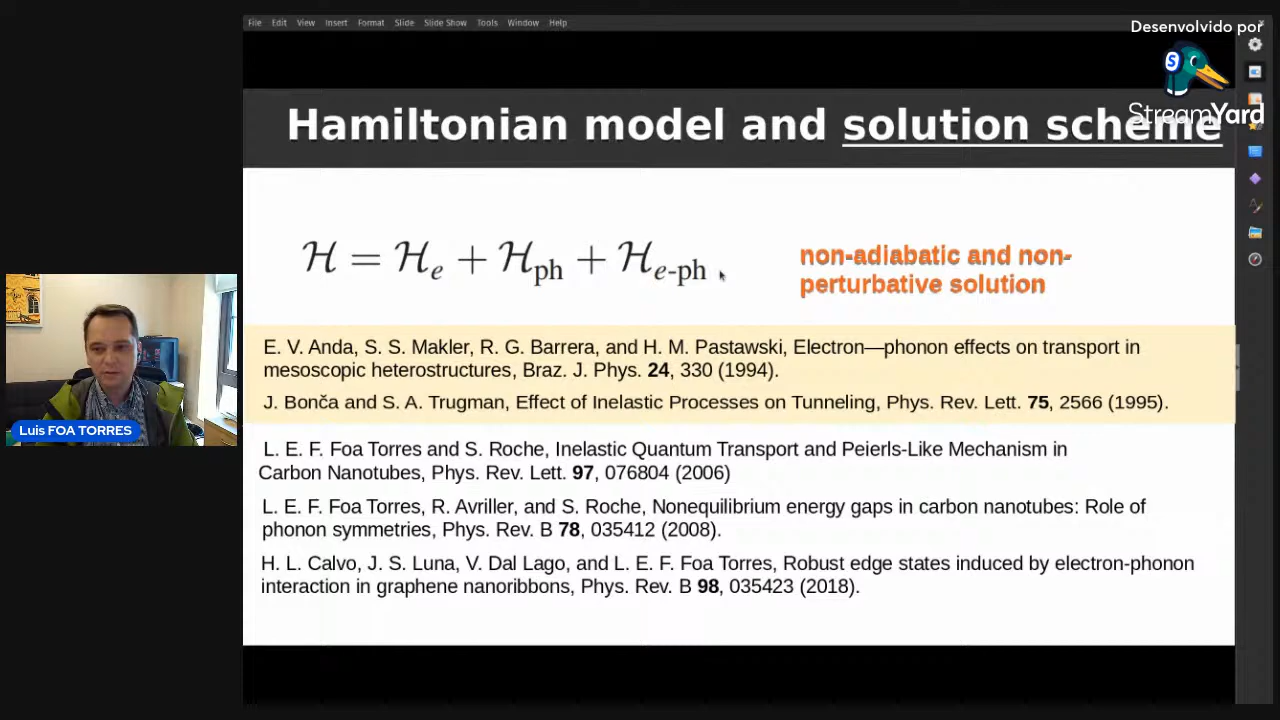 File Edit View Insert Format Slide Slide Show Tools Window Help
Desenvolvido por
StreamYard
Hamiltonian model and solution scheme
ℋ = ℋₑ + ℋ_ph + ℋ_e-ph
non-adiabatic and non-
perturbative solution
E. V. Anda, S. S. Makler, R. G. Barrera, and H. M. Pastawski, Electron—phonon effects on transport in
mesoscopic heterostructures, Braz. J. Phys. 24, 330 (1994).
J. Bonča and S. A. Trugman, Effect of Inelastic Processes on Tunneling, Phys. Rev. Lett. 75, 2566 (1995).
L. E. F. Foa Torres and S. Roche, Inelastic Quantum Transport and Peierls-Like Mechanism in
Carbon Nanotubes, Phys. Rev. Lett. 97, 076804 (2006)
L. E. F. Foa Torres, R. Avriller, and S. Roche, Nonequilibrium energy gaps in carbon nanotubes: Role of
phonon symmetries, Phys. Rev. B 78, 035412 (2008).
H. L. Calvo, J. S. Luna, V. Dal Lago, and L. E. F. Foa Torres, Robust edge states induced by electron-phonon
interaction in graphene nanoribbons, Phys. Rev. B 98, 035423 (2018).
Luis FOA TORRES